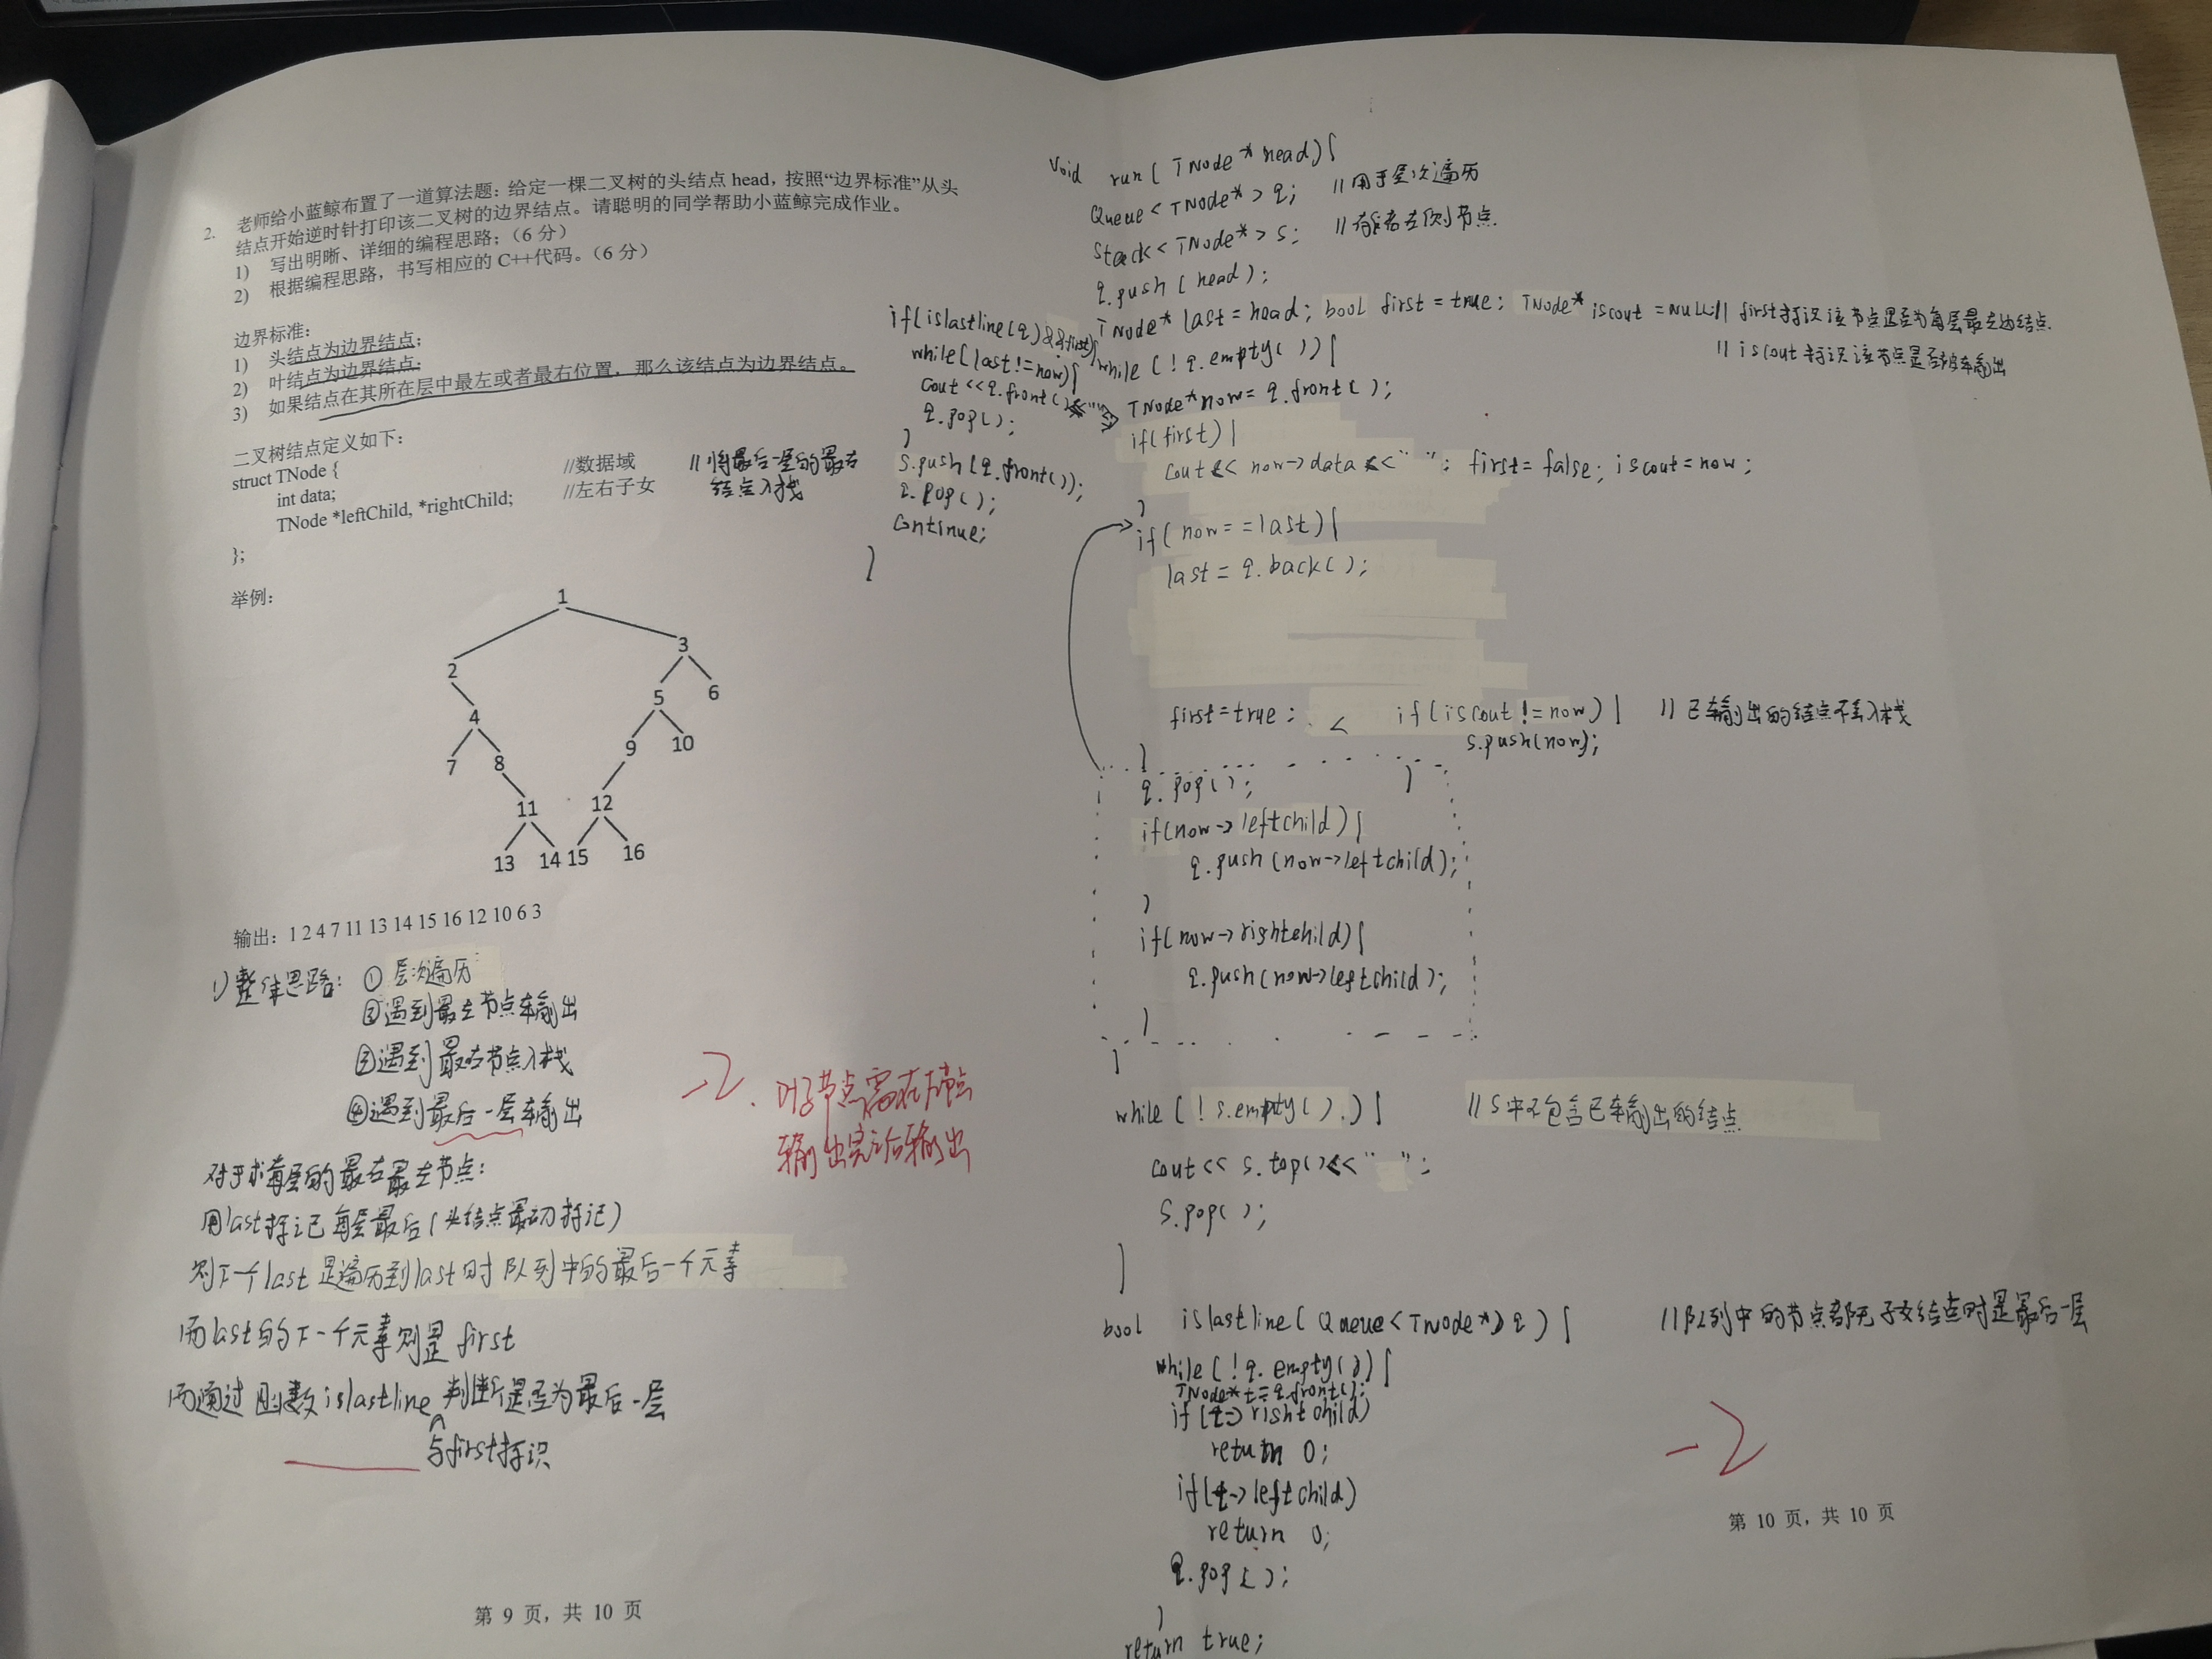 2. 老师给小蓝鲸布置了一道算法题：给定一棵二叉树的头结点 head，按照“边界标准”从头
结点开始逆时针打印该二叉树的边界结点。请聪明的同学帮助小蓝鲸完成作业。
1) 写出明晰、详细的编程思路；（6 分）
2) 根据编程思路，书写相应的 C++代码。（6 分）
边界标准：
1) 头结点为边界结点；
2) 叶结点为边界结点；
3) 如果结点在其所在层中最左或者最右位置，那么该结点为边界结点。
二叉树结点定义如下：
struct TNode {
int data; //数据域
TNode *leftChild, *rightChild; //左右子女
};
举例：
1
2 3
4 5 6
7 8 9 10
11 12
13 14 15 16
输出：1 2 4 7 11 13 14 15 16 12 10 6 3
1) 整体思路：① 层次遍历
②遇到最左节点输出
③遇到最右节点入栈
④遇到最后一层输出
-2. 叶子节点需在左节点
输出完之后输出
对于求每层的最右最左节点：
用last标记每层最后(头结点最初标记)
则下一个last是遍历到last时队列中的最后一个元素
而last的下一个元素则是first
而通过函数islastline判断是否为最后一层
与first标识
第 9 页，共 10 页
if(islastline(q)&&first){
while(last!=now){
cout<<q.front()<<" ";
q.pop();
}
s.push(q.front());
q.pop();
continue;
}
//将最后一层的最右
结点入栈
void run( TNode* head){
Queue<TNode*> q; //用于层次遍历
Stack<TNode*> s; //存储右侧节点.
q.push(head);
TNode* last=head; bool first=true; TNode* iscout=NULL; //first标识该节点是否为每层最左边结点.
//iscout标识该节点是否被输出
while(!q.empty()){
TNode*now=q.front();
if(first){
cout<<now->data<<" "; first=false; iscout=now;
}
if(now==last){
last=q.back();
first=true; if(iscout!=now){ //已输出的结点不入栈
s.push(now);
}
}
q.pop();
if(now->leftchild){
q.push(now->leftchild);
}
if(now->rightchild){
q.push(now->leftchild);
}
}
while(!s.empty()){ //S中不包含已输出的结点
cout<<s.top()<<" ";
s.pop();
}
bool islastline(Queue<TNode*> q){ //队列中的节点都无子女结点时是最后一层
while(!q.empty()){
TNode*t=q.front();
if(t->rightchild)
return 0;
if(t->leftchild)
return 0;
q.pop();
}
return true;
-2
第 10 页，共 10 页